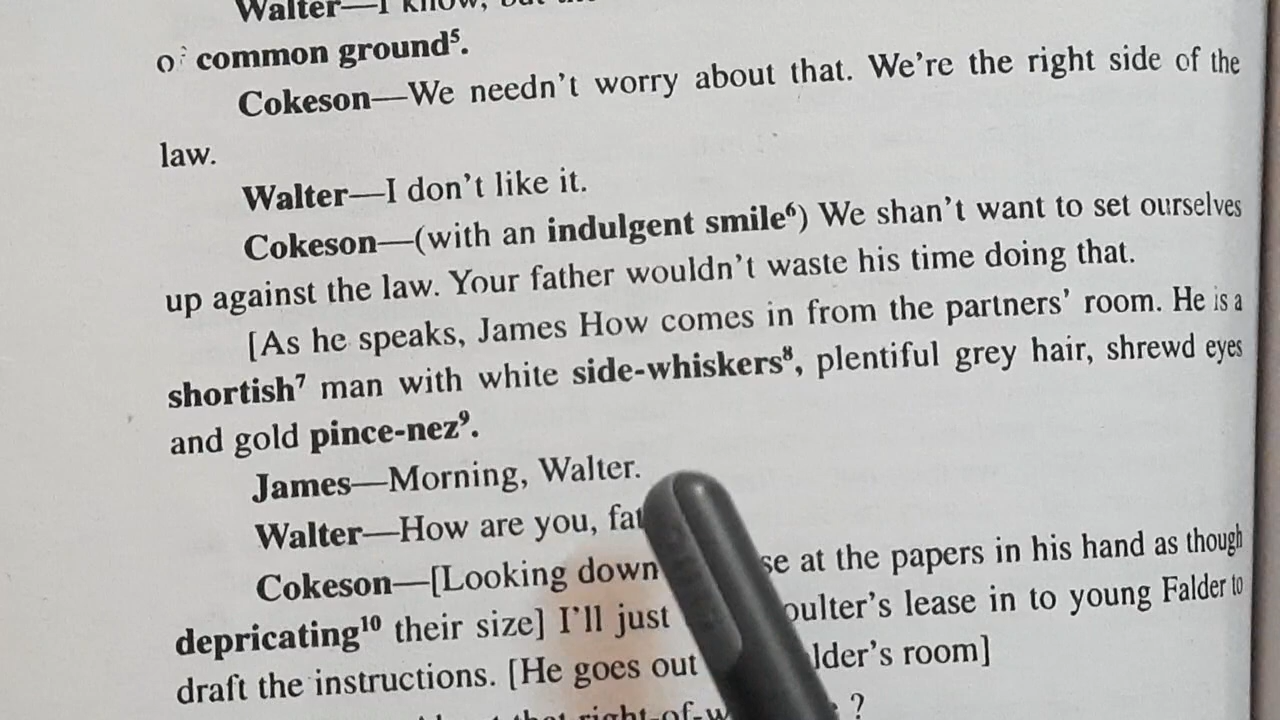 Walter—I know, but
of common ground⁵.
Cokeson—We needn't worry about that. We're the right side of the
law.
Walter—I don't like it.
Cokeson—(with an indulgent smile⁶) We shan't want to set ourselves
up against the law. Your father wouldn't waste his time doing that.
[As he speaks, James How comes in from the partners' room. He is a
shortish⁷ man with white side-whiskers⁸, plentiful grey hair, shrewd eyes
and gold pince-nez⁹.
James—Morning, Walter.
Walter—How are you,
Cokeson—[Looking down at the papers in his hand as though
depricating¹⁰ their size] I'll just lease in to young Falder to
draft the instructions. [He goes out room]
that ?